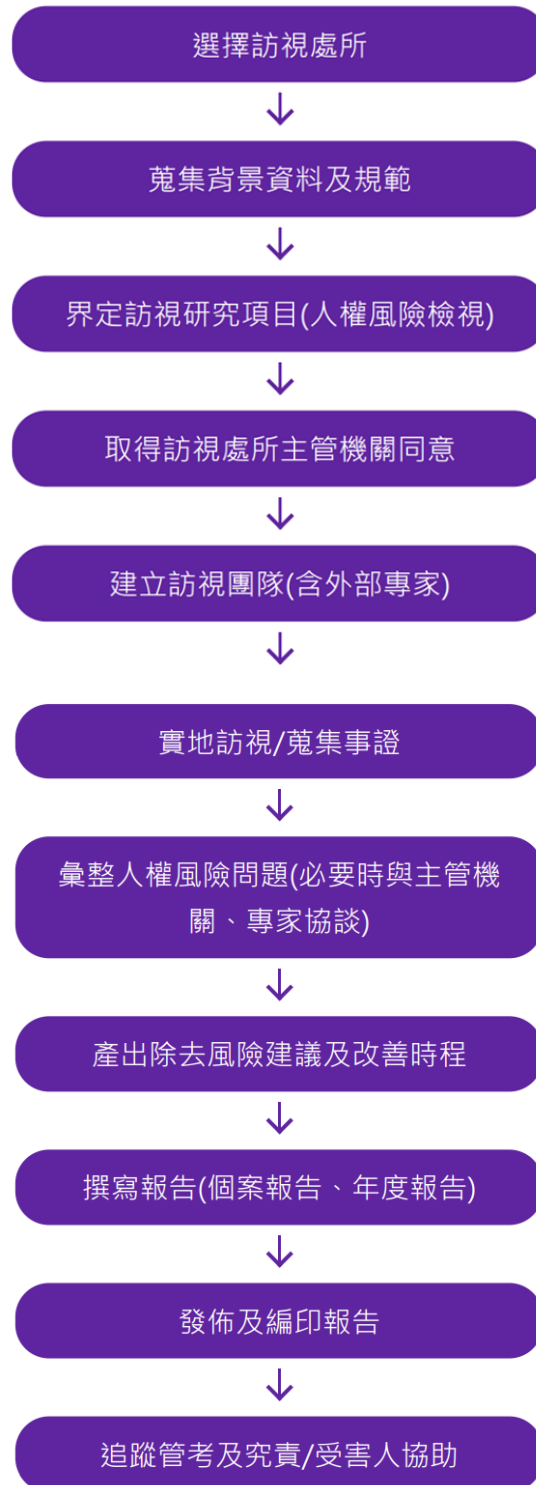 選擇訪視處所
蒐集背景資料及規範
界定訪視研究項目(人權風險檢視)
取得訪視處所主管機關同意
建立訪視團隊(含外部專家)
實地訪視/蒐集事證
彙整人權風險問題(必要時與主管機
關、專家協談)
產出除去風險建議及改善時程
撰寫報告(個案報告、年度報告)
發佈及編印報告
追蹤管考及究責/受害人協助